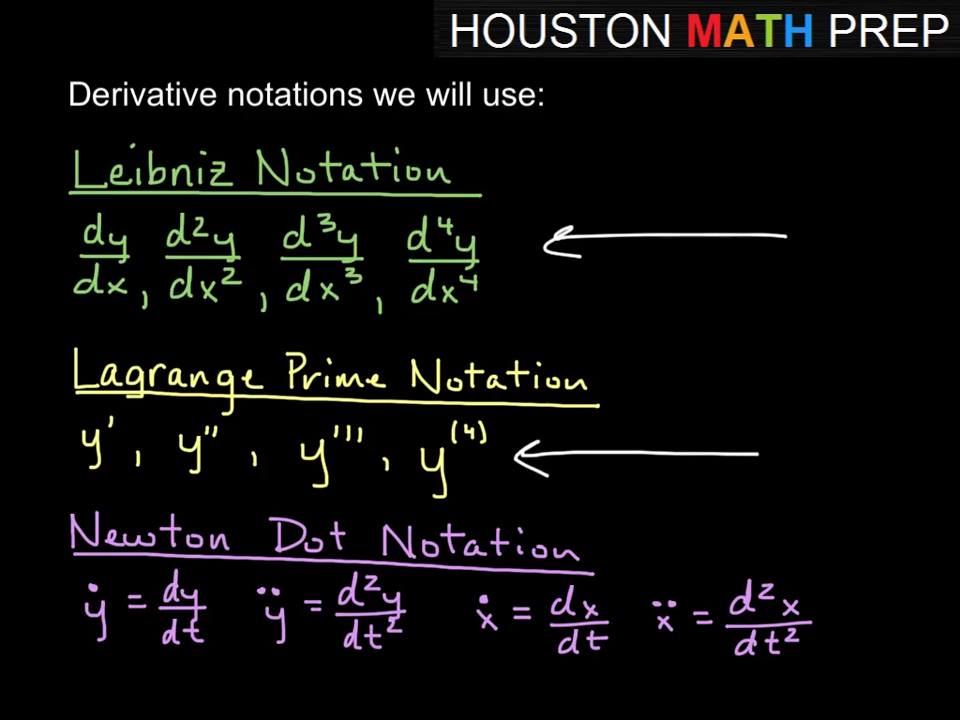 HOUSTON MATH PREP
Derivative notations we will use:
Leibniz Notation
dy/dx, d²y/dx², d³y/dx³, d⁴y/dx⁴
Lagrange Prime Notation
y', y'', y''', y⁽⁴⁾
Newton Dot Notation
ẏ = dy/dt ÿ = d²y/dt² ẋ = dx/dt ẍ = d²x/dt²